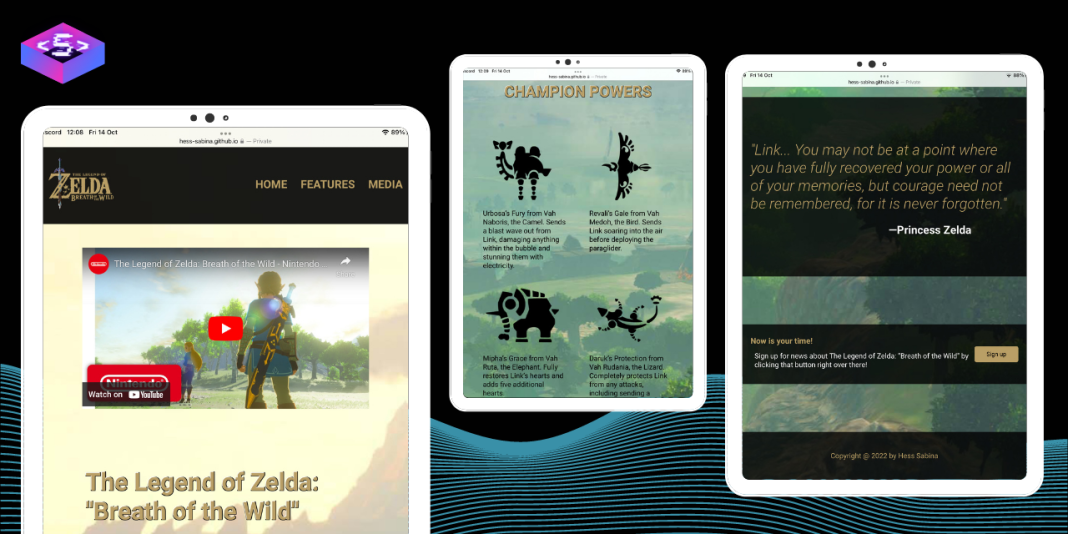 scord 12:08 Fri 14 Oct
89%
hess-sabina.github.io — Private
THE LEGEND OF
ZELDA
BREATH OF THE WILD
HOME FEATURES MEDIA
The Legend of Zelda: Breath of the Wild - Nintendo
Nintendo
Watch on YouTube
The Legend of Zelda:
"Breath of the Wild"
scord 12:09 Fri 14 Oct
88%
hess-sabina.github.io — Private
CHAMPION POWERS
Urbosa's Fury from Vah
Naboris, the Camel. Sends
a blast wave out from
Link, damaging anything
within the bubble and
stunning them with
electricity.
Revali's Gale from Vah
Medoh, the Bird. Sends
Link soaring into the air
before deploying the
paraglider.
Mipha's Grace from Vah
Ruta, the Elephant. Fully
restores Link's hearts and
adds five additional
hearts.
Daruk's Protection from
Vah Rudania, the Lizard.
Completely protects Link
from any attacks,
including sending a
9 Fri 14 Oct
88%
hess-sabina.github.io — Private
"Link... You may not be at a point where
you have fully recovered your power or all
of your memories, but courage need not
be remembered, for it is never forgotten."
—Princess Zelda
Now is your time!
Sign up for news about The Legend of Zelda: "Breath of the Wild" by
clicking that button right over there!
Sign up
Copyright @ 2022 by Hess Sabina